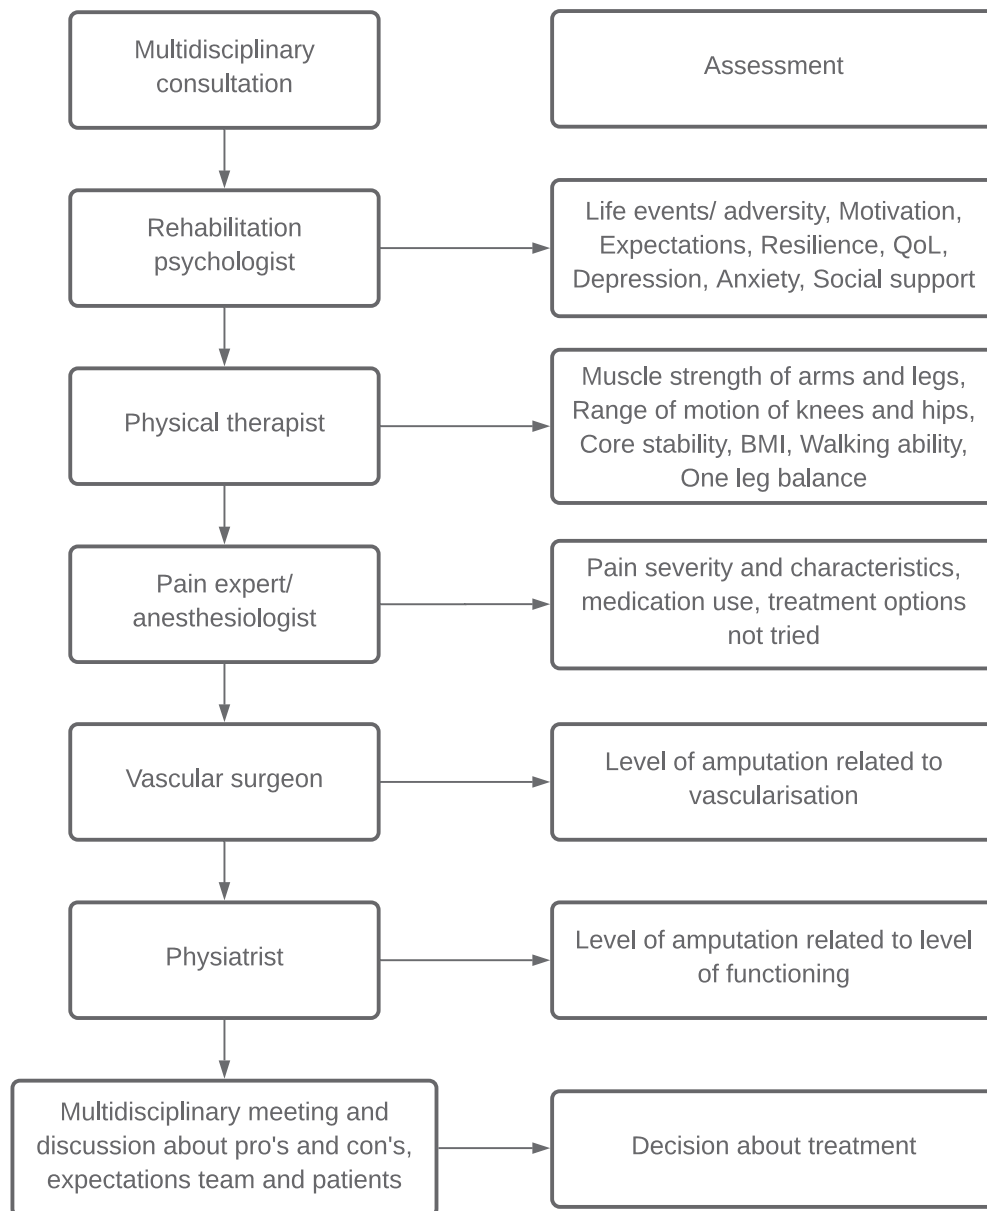 Multidisciplinary
consultation
Assessment
Rehabilitation
psychologist
Life events/ adversity, Motivation,
Expectations, Resilience, QoL,
Depression, Anxiety, Social support
Physical therapist
Muscle strength of arms and legs,
Range of motion of knees and hips,
Core stability, BMI, Walking ability,
One leg balance
Pain expert/
anesthesiologist
Pain severity and characteristics,
medication use, treatment options
not tried
Vascular surgeon
Level of amputation related to
vascularisation
Physiatrist
Level of amputation related to level
of functioning
Multidisciplinary meeting and
discussion about pro's and con's,
expectations team and patients
Decision about treatment